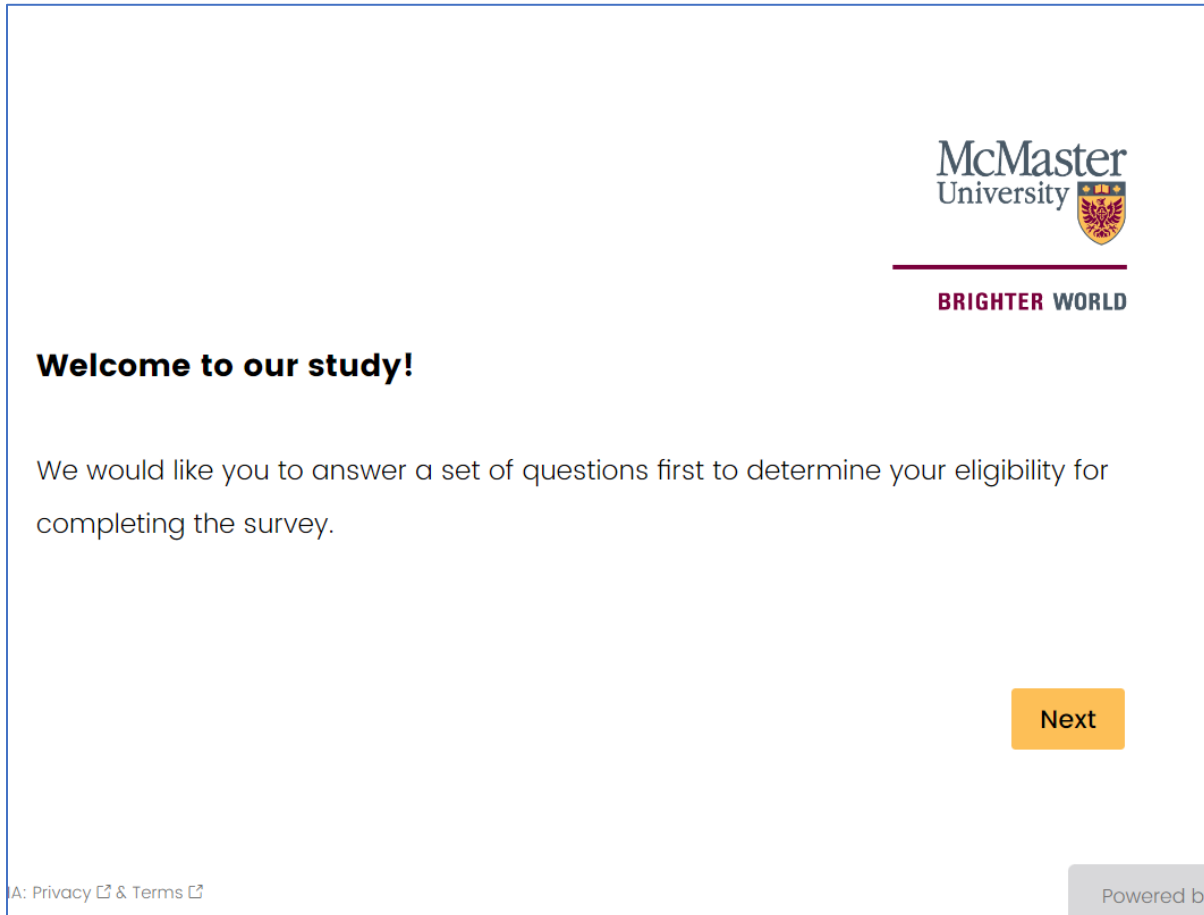 McMaster
University
BRIGHTER WORLD
Welcome to our study!
We would like you to answer a set of questions first to determine your eligibility for
completing the survey.
Next
A: Privacy & Terms
Powered b